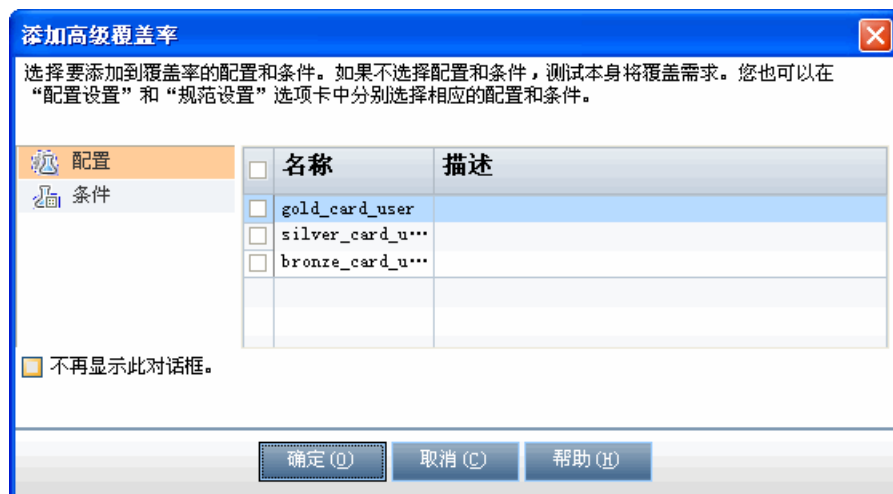 添加高级覆盖率
选择要添加到覆盖率的配置和条件。如果不选择配置和条件，测试本身将覆盖需求。您也可以在
“配置设置”和“规范设置”选项卡中分别选择相应的配置和条件。
配置
条件
名称 描述
gold_card_user
silver_card_u…
bronze_card_u…
不再显示此对话框。
确定(O) 取消(C) 帮助(H)